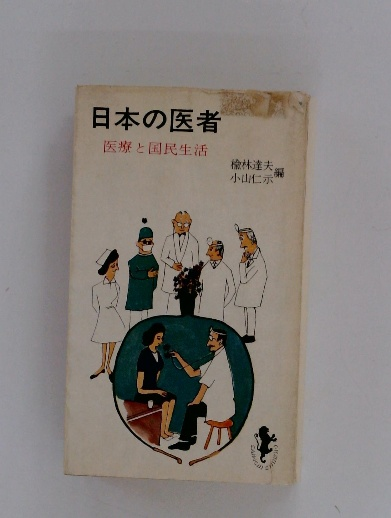 日本の医者
医療と国民生活
楡林達夫
小山仁示
編